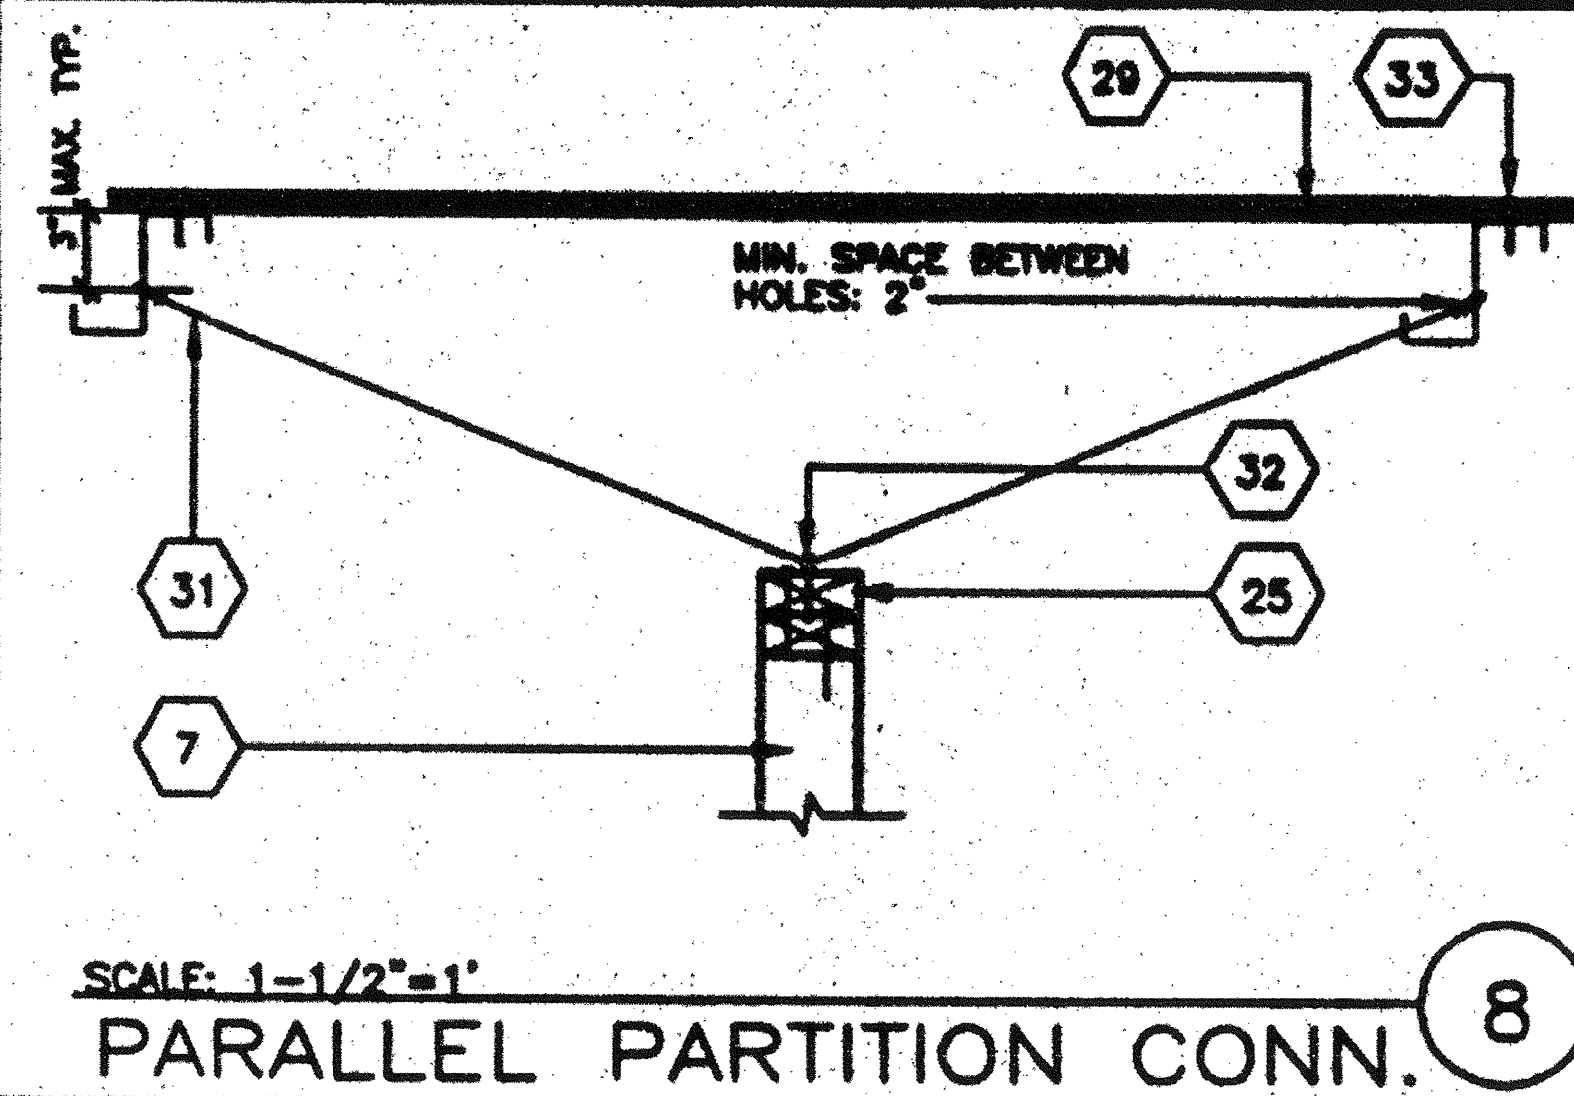 3" MAX. TYP.
29
33
MIN. SPACE BETWEEN
HOLES: 2"
32
31
25
7
SCALE: 1-1/2"=1'
PARALLEL PARTITION CONN.
8